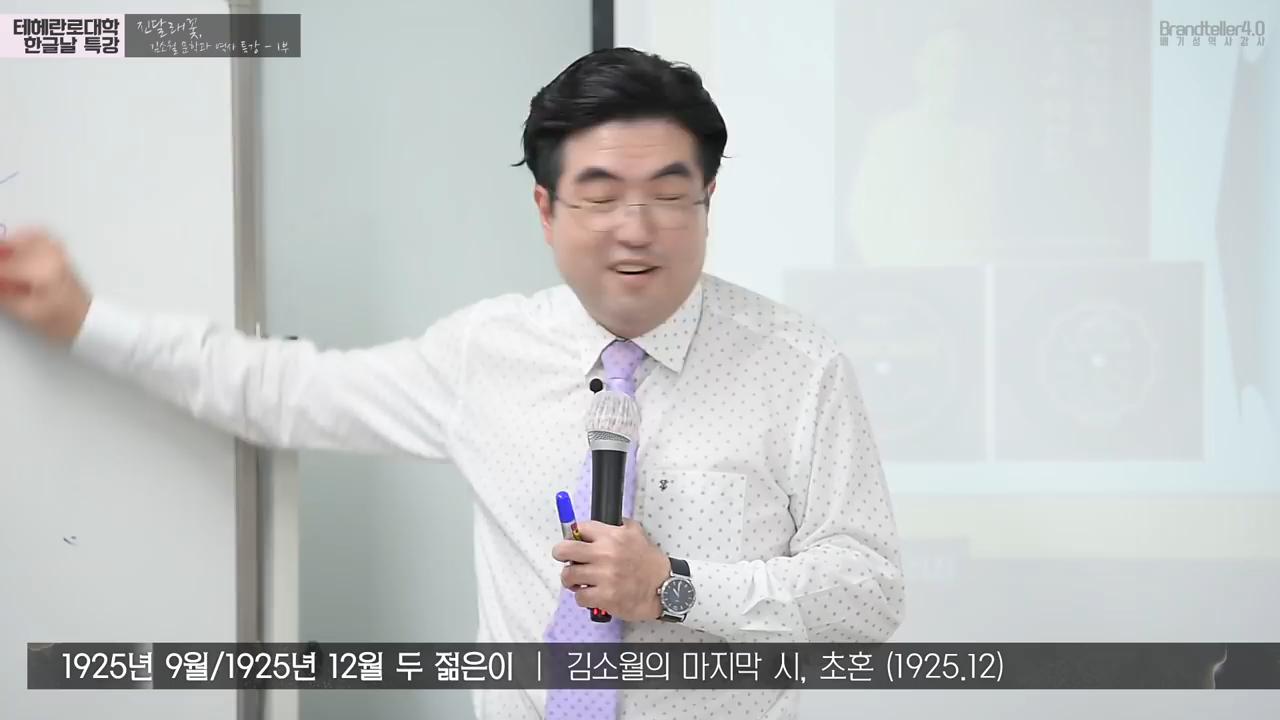 테헤란로대학
한글날 특강
진달래꽃,
김소월 문학과 역사 특강 - 1부
Brandteller4.0
배기성역사강사
1925년 9월/1925년 12월 두 젊은이 | 김소월의 마지막 시, 초혼 (1925.12)